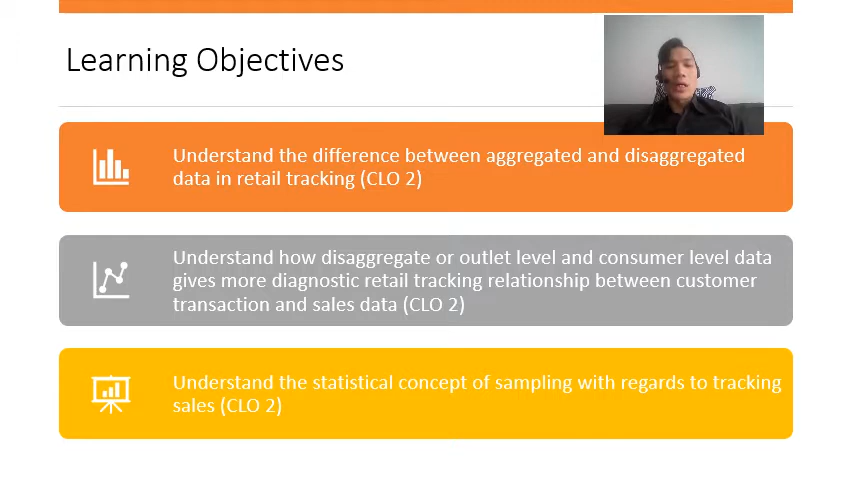 Learning Objectives
Understand the difference between aggregated and disaggregated
data in retail tracking (CLO 2)
Understand how disaggregate or outlet level and consumer level data
gives more diagnostic retail tracking relationship between customer
transaction and sales data (CLO 2)
Understand the statistical concept of sampling with regards to tracking
sales (CLO 2)